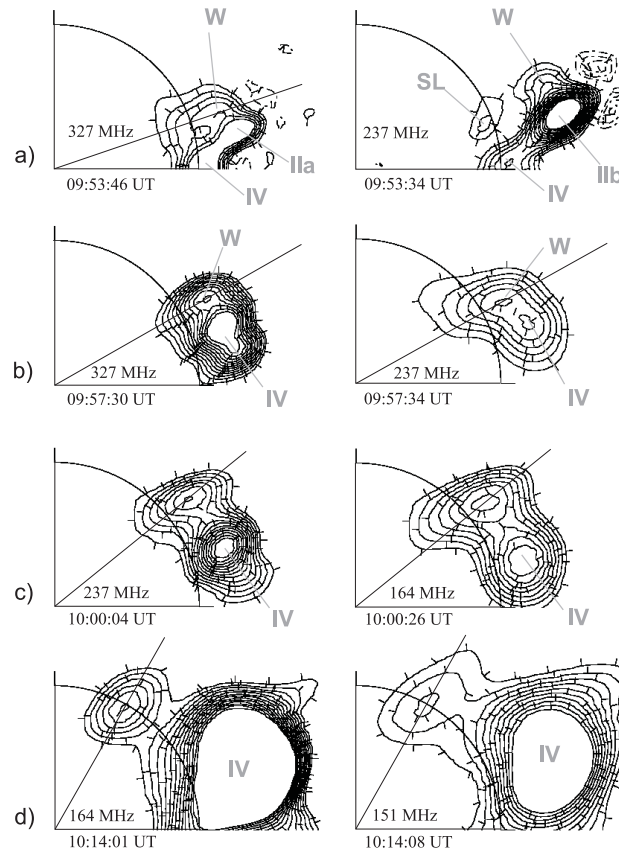 W
327 MHz
IIa
a)
IV
09:53:46 UT
W
SL
237 MHz
IIb
IV
09:53:34 UT
W
327 MHz
b)
IV
09:57:30 UT
W
237 MHz
IV
09:57:34 UT
237 MHz
c)
IV
10:00:04 UT
164 MHz
IV
10:00:26 UT
IV
164 MHz
d)
10:14:01 UT
IV
151 MHz
10:14:08 UT